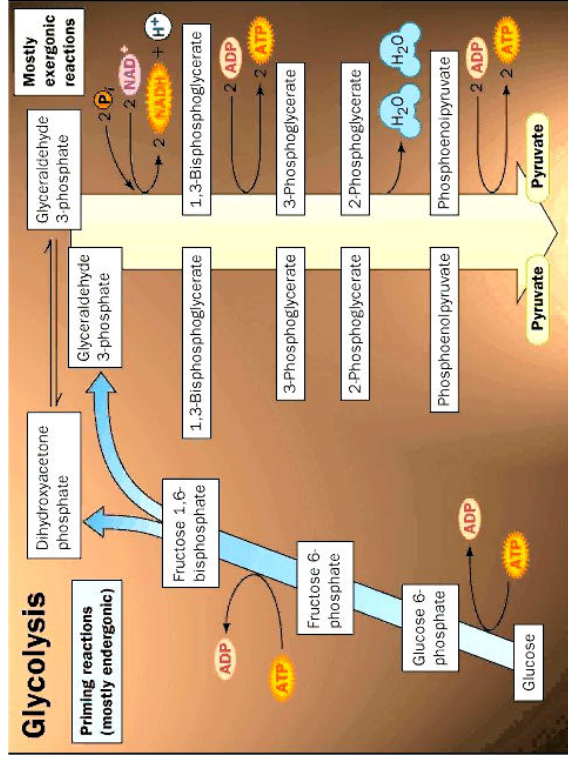 Glycolysis
Priming reactions
(mostly endergonic)
Mostly
exergonic
reactions
Glucose
ATP
ADP
Glucose 6-
phosphate
Fructose 6-
phosphate
ATP
ADP
Fructose 1,6-
bisphosphate
Dihydroxyacetone
phosphate
Glyceraldehyde
3-phosphate
Glyceraldehyde
3-phosphate
2 Pi
2 NAD+
2 NADH + H+
1,3-Bisphosphoglycerate
1,3-Bisphosphoglycerate
2 ADP
2 ATP
3-Phosphoglycerate
3-Phosphoglycerate
2-Phosphoglycerate
2-Phosphoglycerate
H2O
H2O
Phosphoenolpyruvate
Phosphoenolpyruvate
2 ADP
2 ATP
Pyruvate
Pyruvate